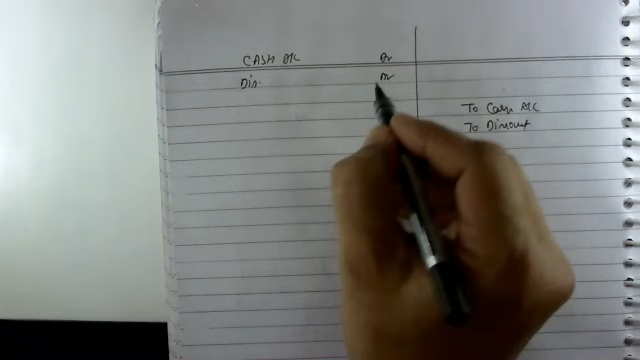 CASH A/C Dr
Dis. Dr
To Cash A/C
To Discount